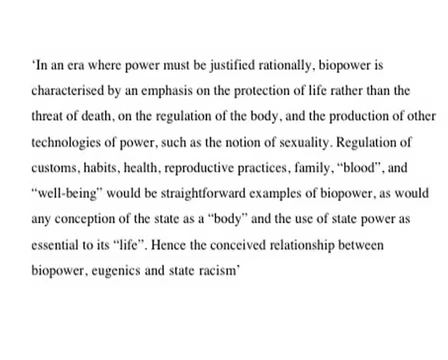 ‘In an era where power must be justified rationally, biopower is
characterised by an emphasis on the protection of life rather than the
threat of death, on the regulation of the body, and the production of other
technologies of power, such as the notion of sexuality. Regulation of
customs, habits, health, reproductive practices, family, “blood”, and
“well-being” would be straightforward examples of biopower, as would
any conception of the state as a “body” and the use of state power as
essential to its “life”. Hence the conceived relationship between
biopower, eugenics and state racism’